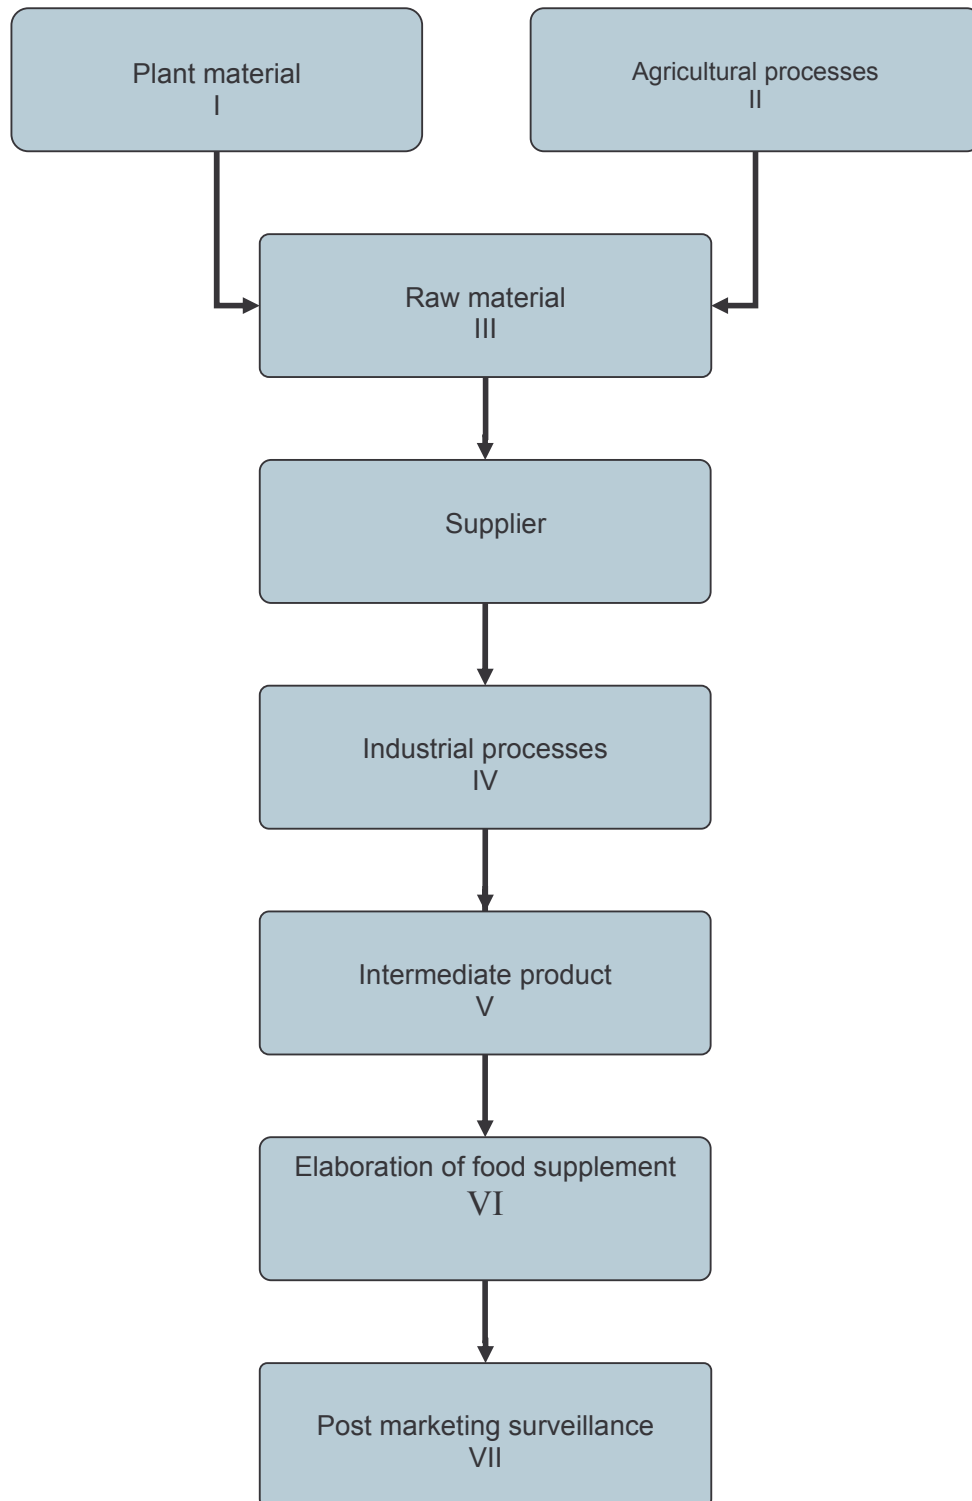 Plant material
I
Agricultural processes
II
Raw material
III
Supplier
Industrial processes
IV
Intermediate product
V
Elaboration of food supplement
VI
Post marketing surveillance
VII